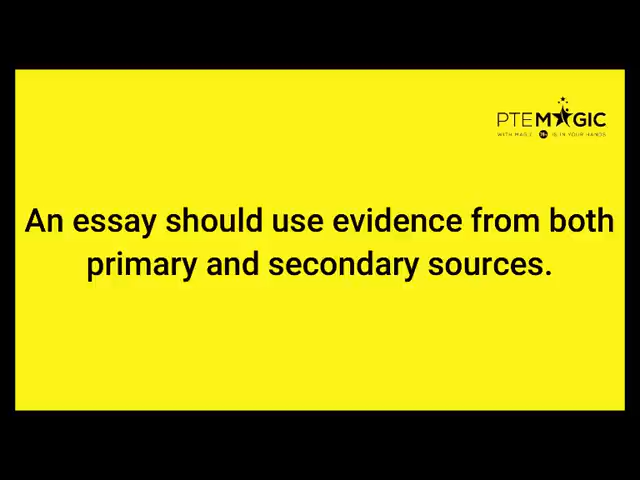 PTEMAGIC
An essay should use evidence from both
primary and secondary sources.